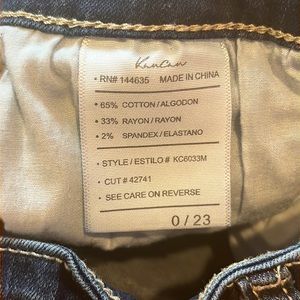 KanCan
• RN# 144635 MADE IN CHINA
• 65% COTTON / ALGODON
• 33% RAYON / RAYON
• 2% SPANDEX / ELASTANO
• STYLE / ESTILO # KC6033M
• CUT # 42741
• SEE CARE ON REVERSE
0 / 23